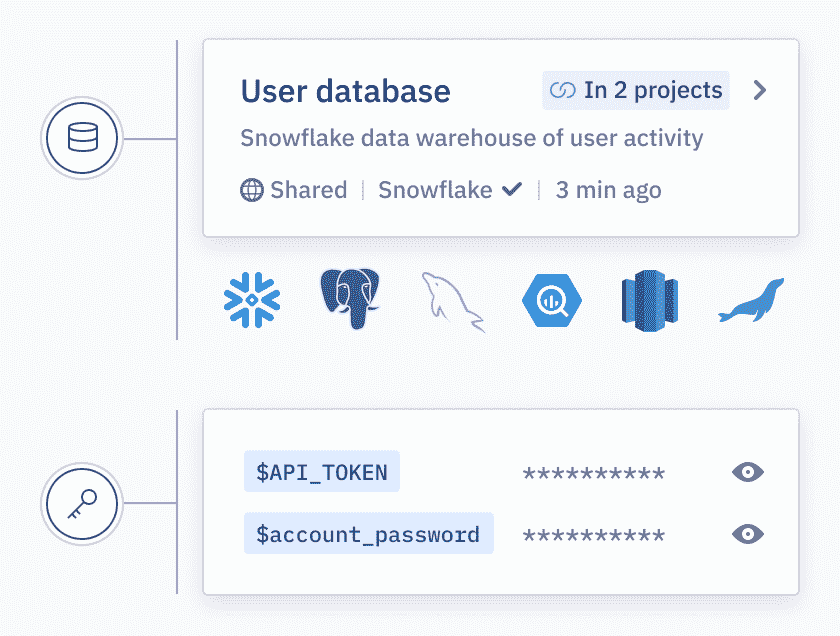 User database
In 2 projects
Snowflake data warehouse of user activity
Shared | Snowflake | 3 min ago
$API_TOKEN **********
$account_password **********